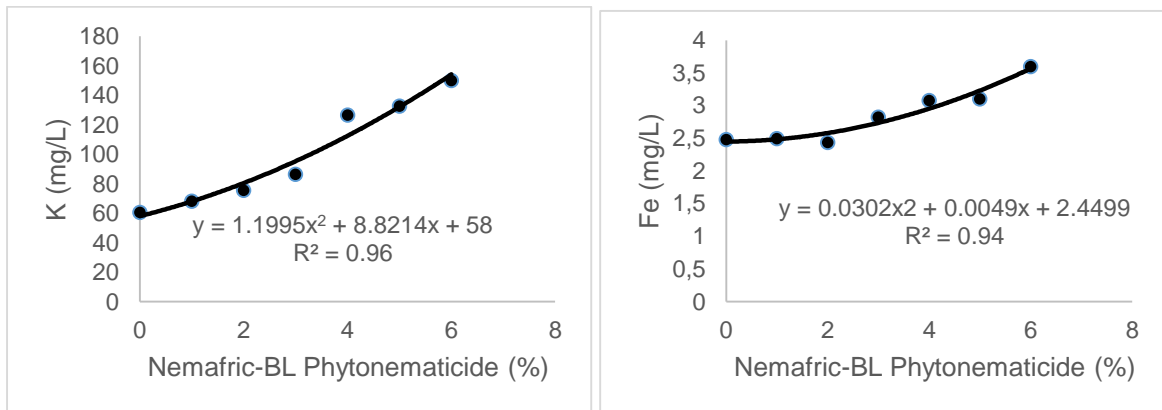 180
160
140
120
100
80
60
40
20
0
K (mg/L)
y = 1.1995x² + 8.8214x + 58
R² = 0.96
0 2 4 6 8
Nemafric-BL Phytonematicide (%)
4
3,5
3
2,5
2
1,5
1
0,5
0
Fe (mg/L)
y = 0.0302x2 + 0.0049x + 2.4499
R² = 0.94
0 2 4 6 8
Nemafric-BL Phytonematicide (%)